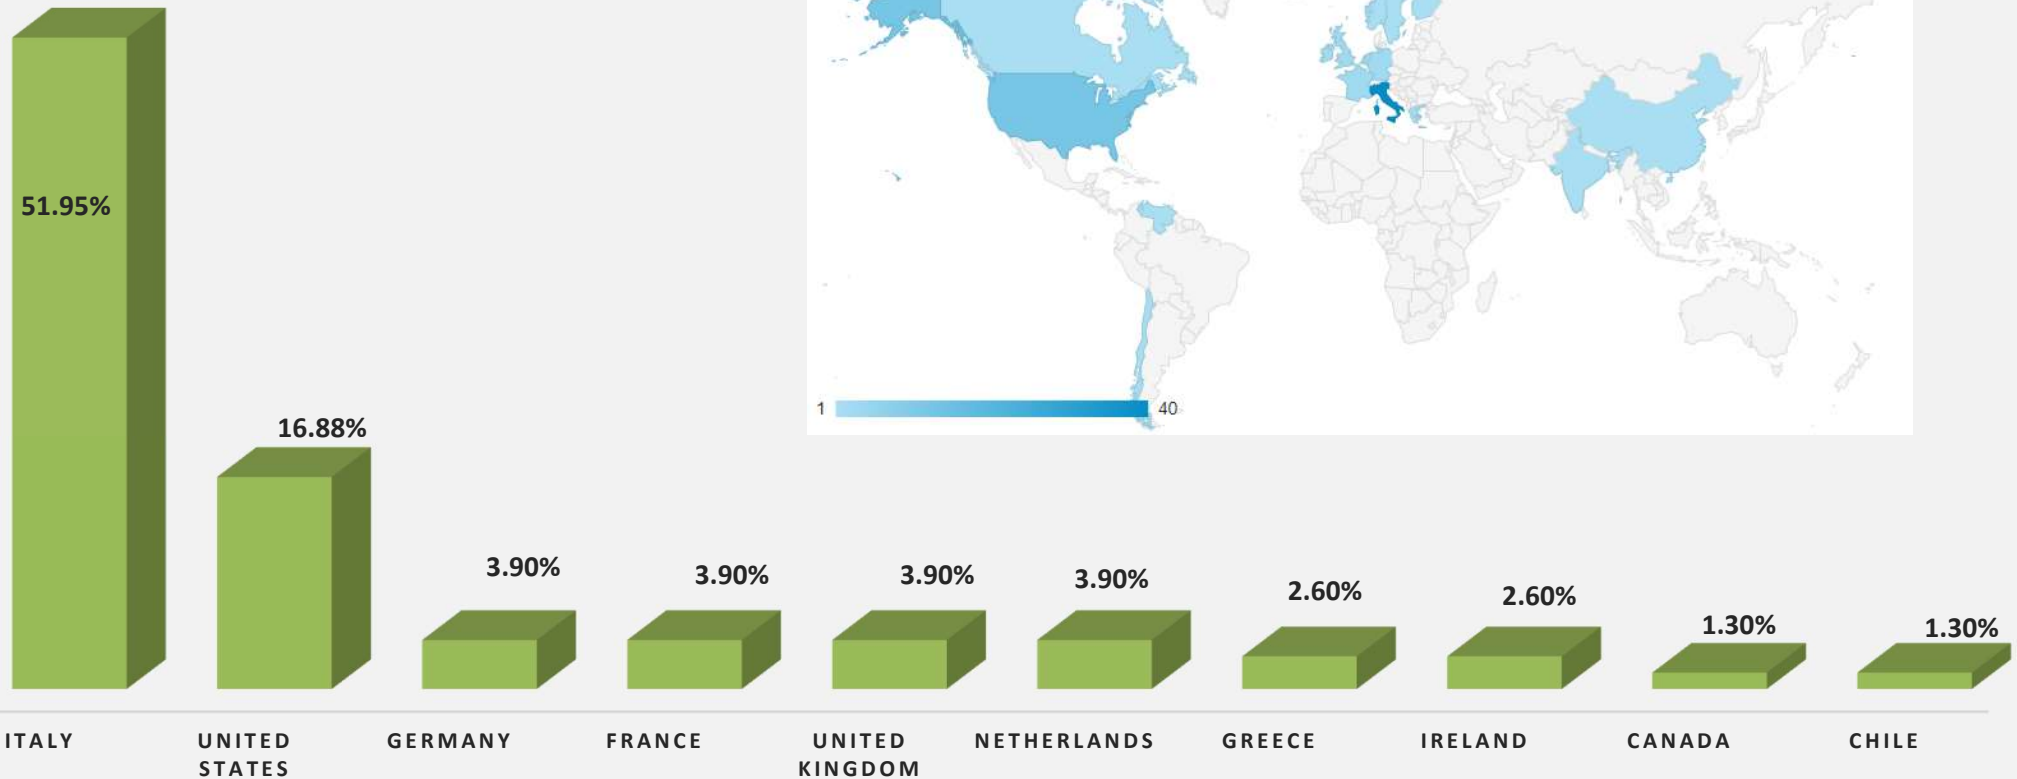 51.95%
16.88%
3.90%
3.90%
3.90%
3.90%
2.60%
2.60%
1.30%
1.30%
1
40
ITALY
UNITED
STATES
GERMANY
FRANCE
UNITED
KINGDOM
NETHERLANDS
GREECE
IRELAND
CANADA
CHILE